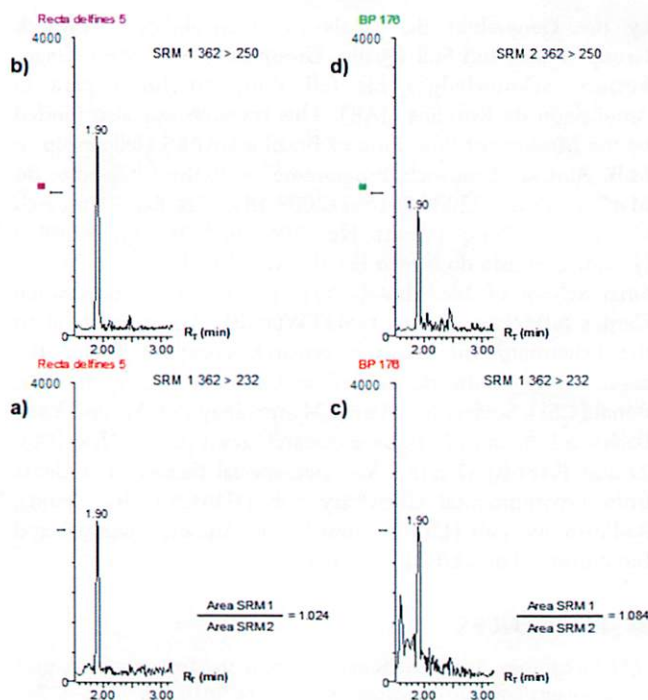 Recta delfines 5
4000
SRM 1 362 > 250
b)
1.90
R_T (min)
0
2.00
3.00
BP 176
4000
SRM 2 362 > 250
d)
1.90
R_T (min)
0
2.00
3.00
Recta delfines 5
4000
SRM 1 362 > 232
a)
1.90
Area SRM 1
Area SRM 2
= 1.024
R_T (min)
0
2.00
3.00
BP 176
4000
SRM 1 362 > 232
c)
1.90
Area SRM 1
Area SRM 2
= 1.084
R_T (min)
0
2.00
3.00